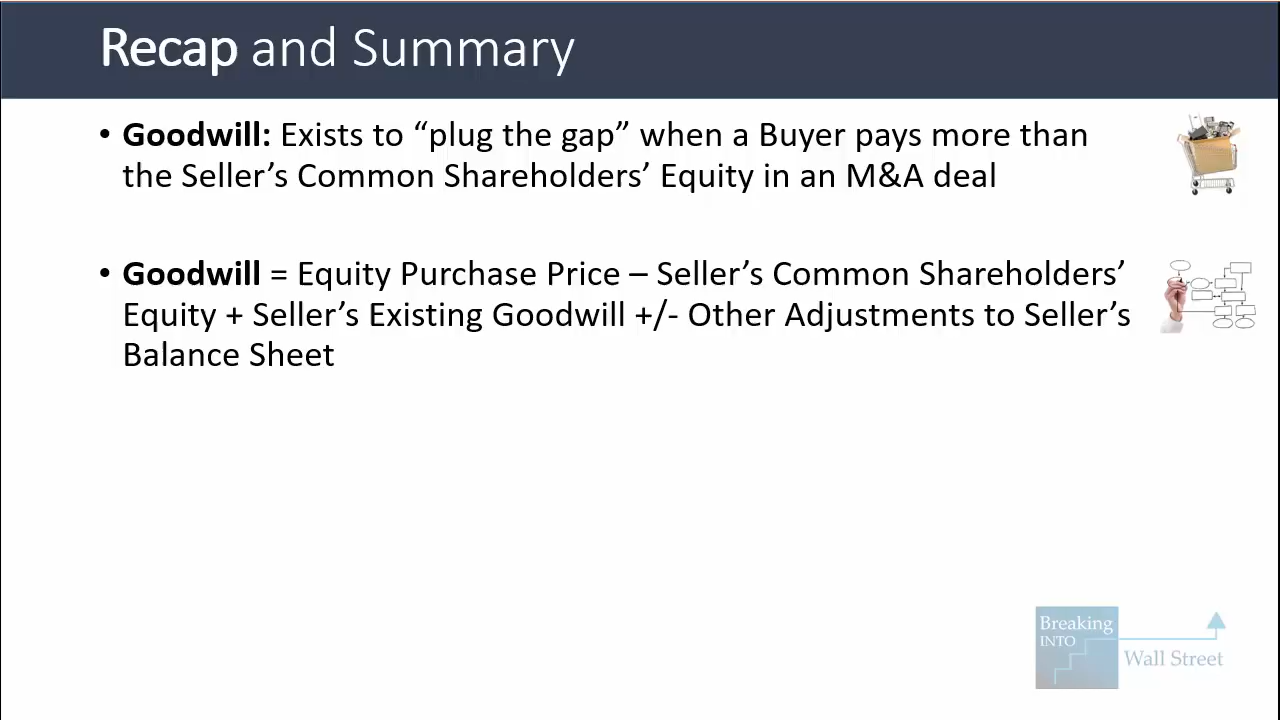 Recap and Summary
• Goodwill: Exists to “plug the gap” when a Buyer pays more than
the Seller’s Common Shareholders’ Equity in an M&A deal
• Goodwill = Equity Purchase Price – Seller’s Common Shareholders’
Equity + Seller’s Existing Goodwill +/- Other Adjustments to Seller’s
Balance Sheet
Breaking
INTO
Wall Street